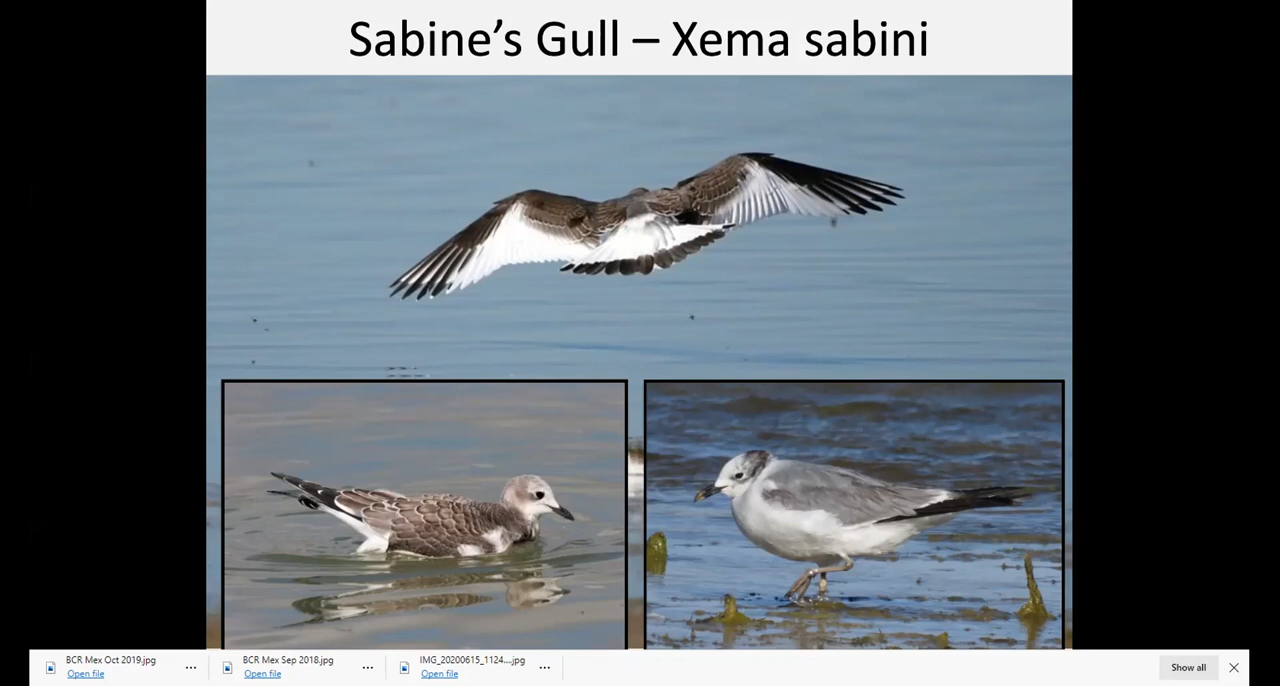 Sabine’s Gull – Xema sabini
BCR Mex Oct 2019.jpg
Open file
BCR Mex Sep 2018.jpg
Open file
IMG_20200615_1124....jpg
Open file
Show all